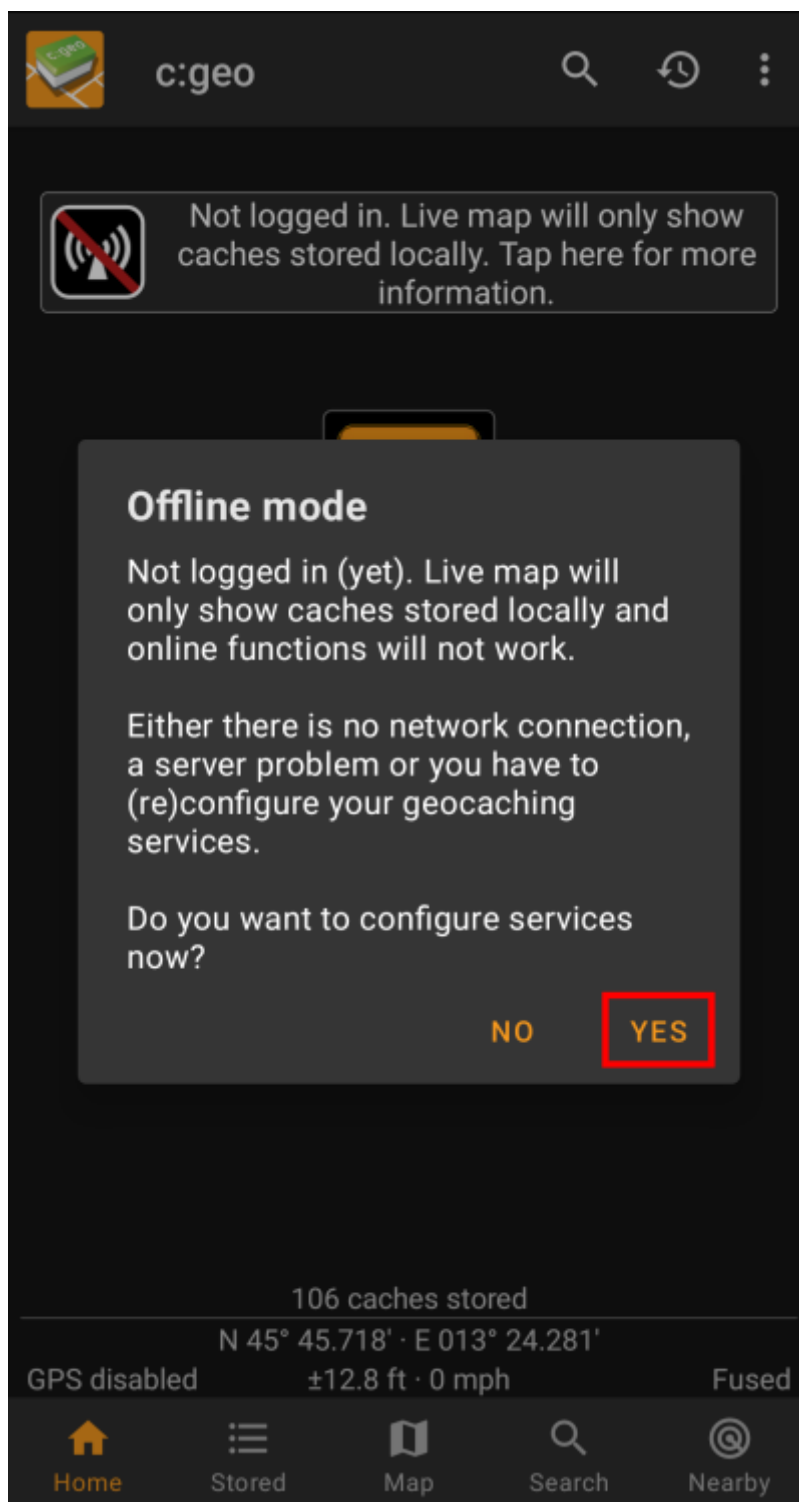 c:geo
c:geo
Not logged in. Live map will only show
caches stored locally. Tap here for more
information.
Offline mode
Not logged in (yet). Live map will
only show caches stored locally and
online functions will not work.
Either there is no network connection,
a server problem or you have to
(re)configure your geocaching
services.
Do you want to configure services
now?
NO YES
106 caches stored
N 45° 45.718' · E 013° 24.281'
GPS disabled ±12.8 ft · 0 mph Fused
Home Stored Map Search Nearby